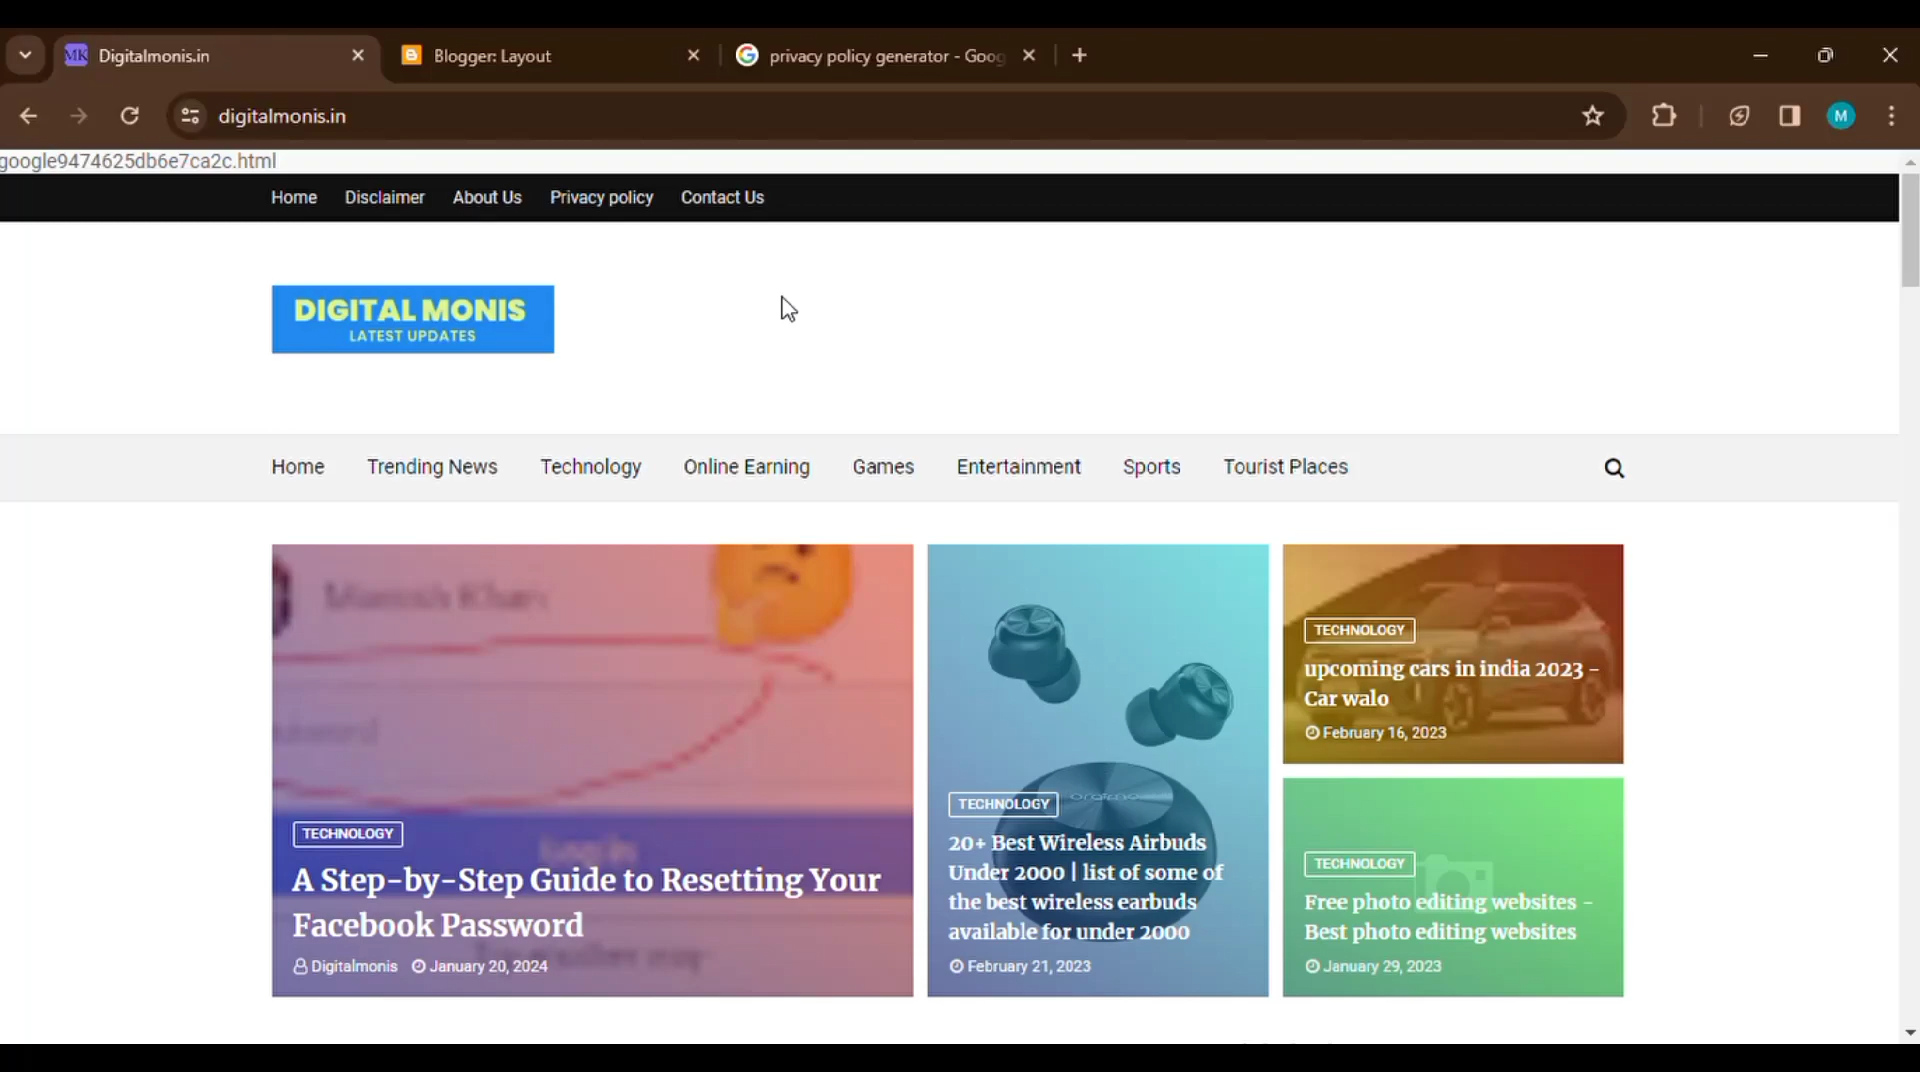 Digitalmonis.in
Blogger: Layout
privacy policy generator - Goog
digitalmonis.in
M
google9474625db6e7ca2c.html
Home Disclaimer About Us Privacy policy Contact Us
DIGITAL MONIS
LATEST UPDATES
Home Trending News Technology Online Earning Games Entertainment Sports Tourist Places
TECHNOLOGY
A Step-by-Step Guide to Resetting Your
Facebook Password
Digitalmonis January 20, 2024
TECHNOLOGY
20+ Best Wireless Airbuds
Under 2000 | list of some of
the best wireless earbuds
available for under 2000
February 21, 2023
TECHNOLOGY
upcoming cars in india 2023 -
Car walo
February 16, 2023
TECHNOLOGY
Free photo editing websites -
Best photo editing websites
January 29, 2023